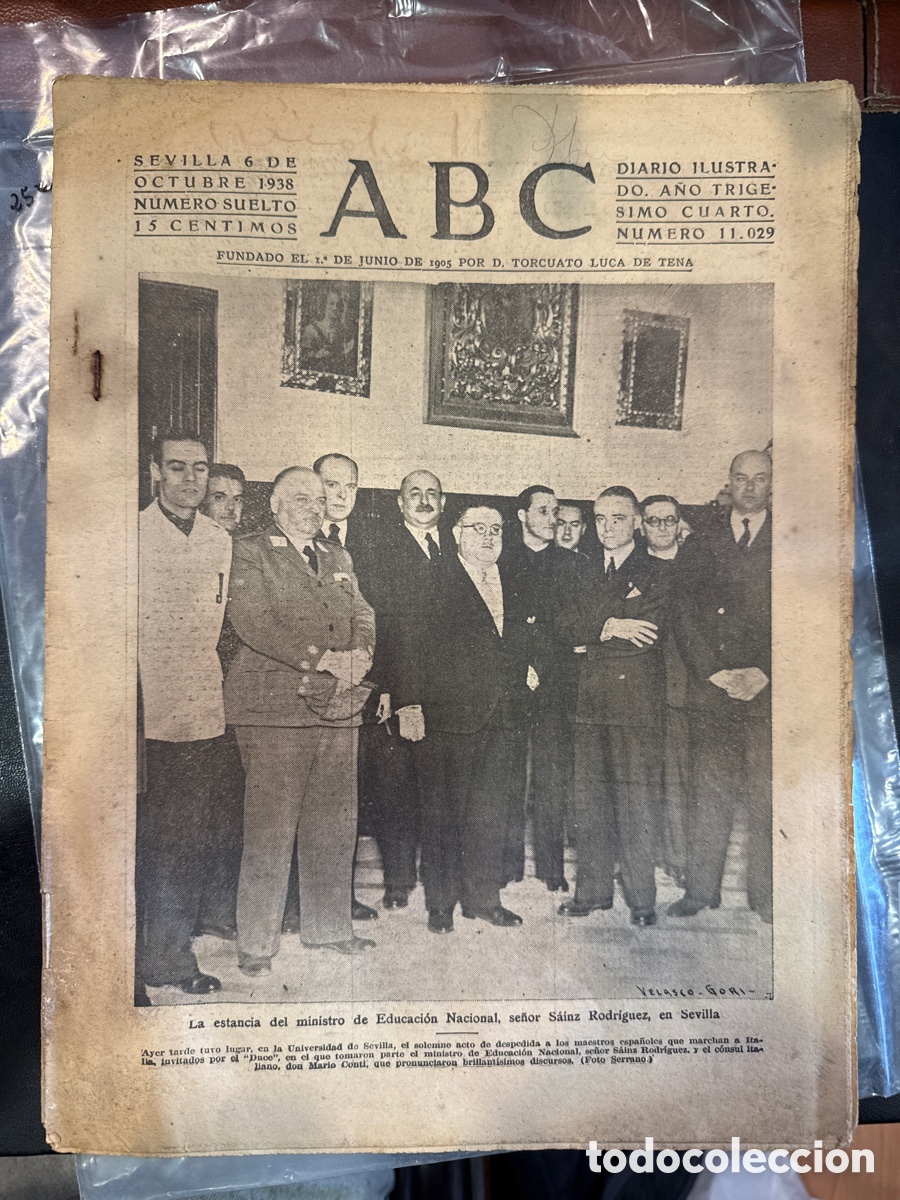 SEVILLA 6 DE
OCTUBRE 1938
NUMERO SUELTO
15 CENTIMOS
ABC
DIARIO ILUSTRA-
DO. AÑO TRIGE-
SIMO CUARTO.
NUMERO 11.029
FUNDADO EL 1.º DE JUNIO DE 1905 POR D. TORCUATO LUCA DE TENA
25
VELASCO-GORI-
La estancia del ministro de Educación Nacional, señor Sáinz Rodríguez, en Sevilla
Ayer tarde tuvo lugar, en la Universidad de Sevilla, el solemne acto de despedida a los maestros españoles que marchan a Ita-
lia, invitados por el "Duce", en el que tomaron parte el ministro de Educación Nacional, señor Sáinz Rodríguez, y el cónsul ita-
liano, don Mario Conti, que pronunciaron brillantísimos discursos. (Foto Serrano.)
todocoleccion.com